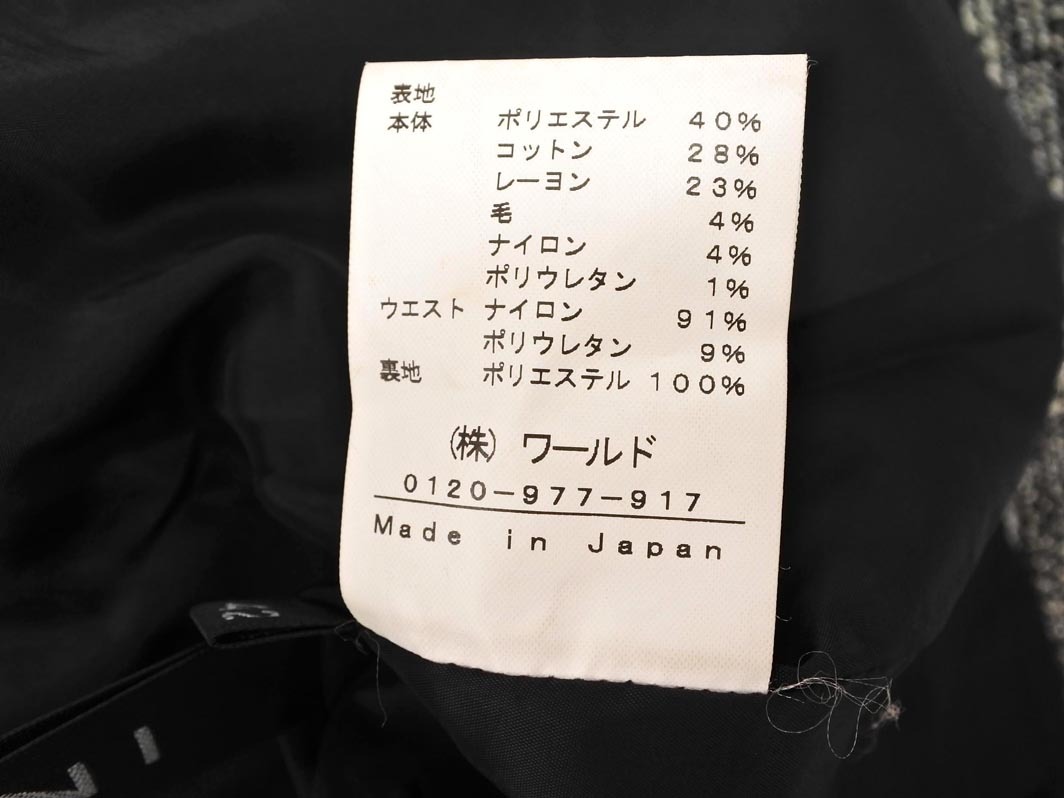 表地
本体 ポリエステル 40%
コットン 28%
レーヨン 23%
毛 4%
ナイロン 4%
ポリウレタン 1%
ウエスト ナイロン 91%
ポリウレタン 9%
裏地 ポリエステル 100%
(株) ワールド
0120-977-917
Made in Japan